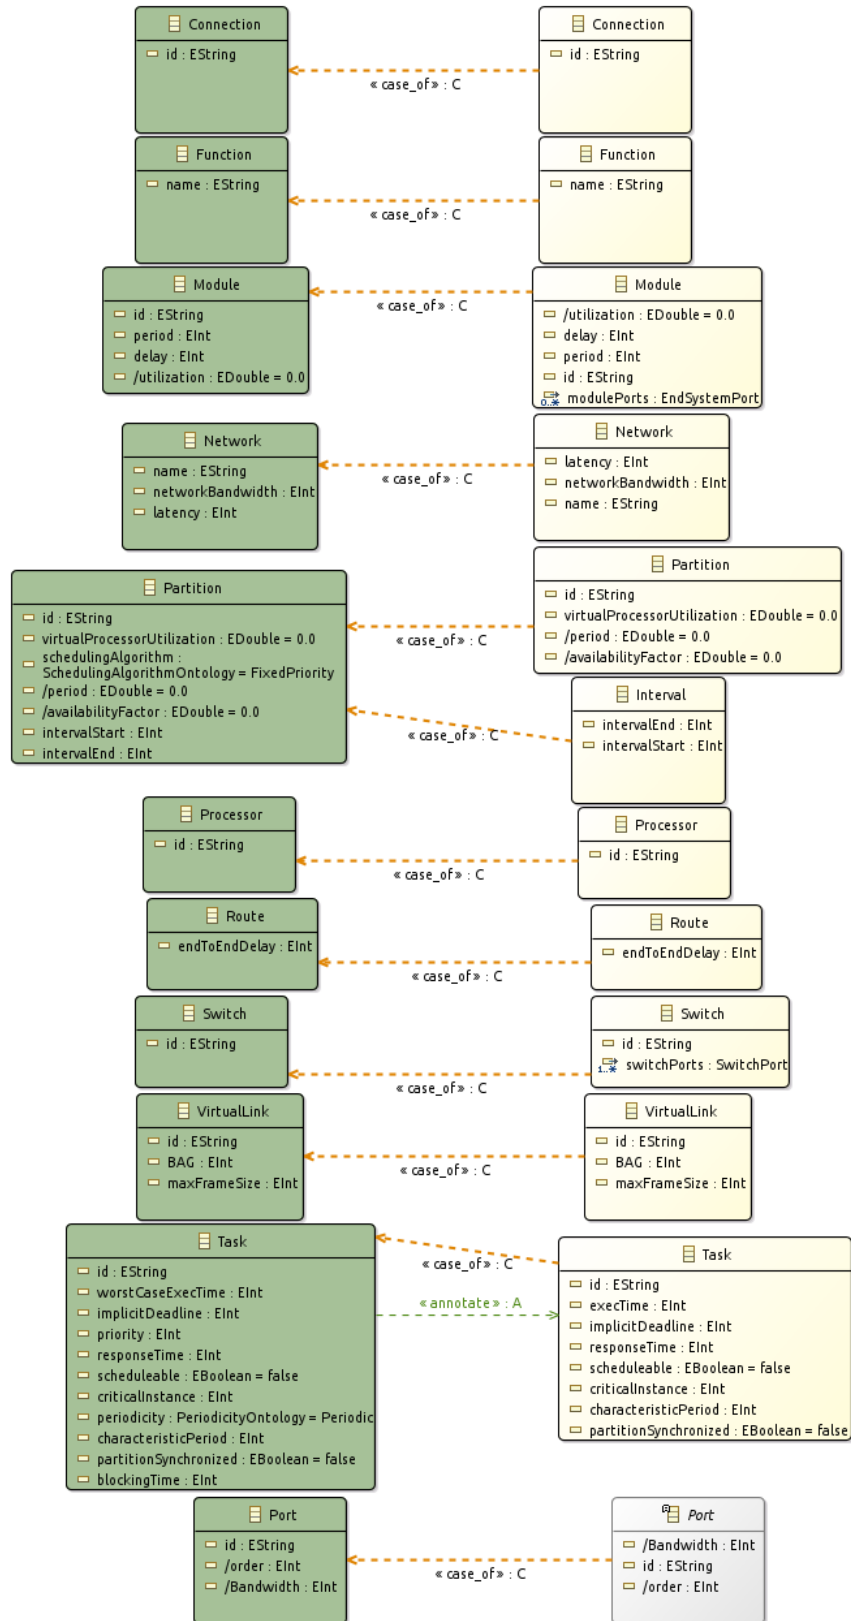 Connection
id : EString
Connection
id : EString
« case_of» : C
Function
name : EString
Function
name : EString
« case_of» : C
Module
id : EString
period : EInt
delay : EInt
/utilization : EDouble = 0.0
Module
/utilization : EDouble = 0.0
delay : EInt
period : EInt
id : EString
0..* modulePorts : EndSystemPort
« case_of» : C
Network
name : EString
networkBandwidth : EInt
latency : EInt
Network
latency : EInt
networkBandwidth : EInt
name : EString
« case_of» : C
Partition
id : EString
virtualProcessorUtilization : EDouble = 0.0
schedulingAlgorithm :
SchedulingAlgorithmOntology = FixedPriority
/period : EDouble = 0.0
/availabilityFactor : EDouble = 0.0
intervalStart : EInt
intervalEnd : EInt
Partition
id : EString
virtualProcessorUtilization : EDouble = 0.0
/period : EDouble = 0.0
/availabilityFactor : EDouble = 0.0
« case_of» : C
Interval
intervalEnd : EInt
intervalStart : EInt
« case_of» : C
Processor
id : EString
Processor
id : EString
« case_of» : C
Route
endToEndDelay : EInt
Route
endToEndDelay : EInt
« case_of» : C
Switch
id : EString
Switch
id : EString
1..* switchPorts : SwitchPort
« case_of» : C
VirtualLink
id : EString
BAG : EInt
maxFrameSize : EInt
VirtualLink
id : EString
BAG : EInt
maxFrameSize : EInt
« case_of» : C
Task
id : EString
worstCaseExecTime : EInt
implicitDeadline : EInt
priority : EInt
responseTime : EInt
scheduleable : EBoolean = false
criticalInstance : EInt
periodicity : PeriodicityOntology = Periodic
characteristicPeriod : EInt
partitionSynchronized : EBoolean = false
blockingTime : EInt
« case_of» : C
«annotate» : A
Task
id : EString
execTime : EInt
implicitDeadline : EInt
responseTime : EInt
scheduleable : EBoolean = false
criticalInstance : EInt
characteristicPeriod : EInt
partitionSynchronized : EBoolean = false
Port
id : EString
/order : EInt
/Bandwidth : EInt
Port
/Bandwidth : EInt
id : EString
/order : EInt
« case_of» : C